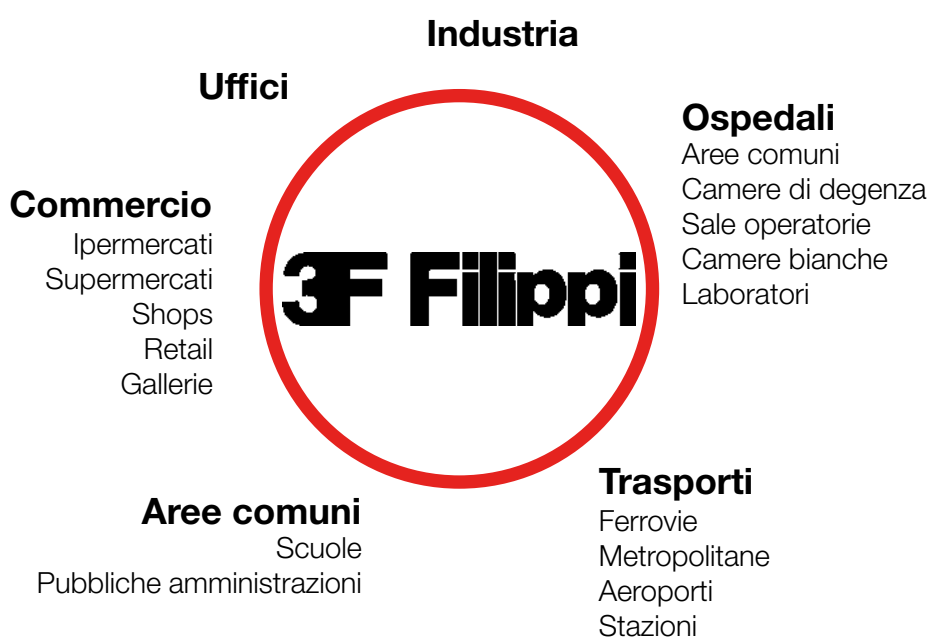 Industria
Uffici
Ospedali
Aree comuni
Camere di degenza
Sale operatorie
Camere bianche
Laboratori
Commercio
Ipermercati
Supermercati
Shops
Retail
Gallerie
3F Filippi
Trasporti
Ferrovie
Metropolitane
Aeroporti
Stazioni
Aree comuni
Scuole
Pubbliche amministrazioni